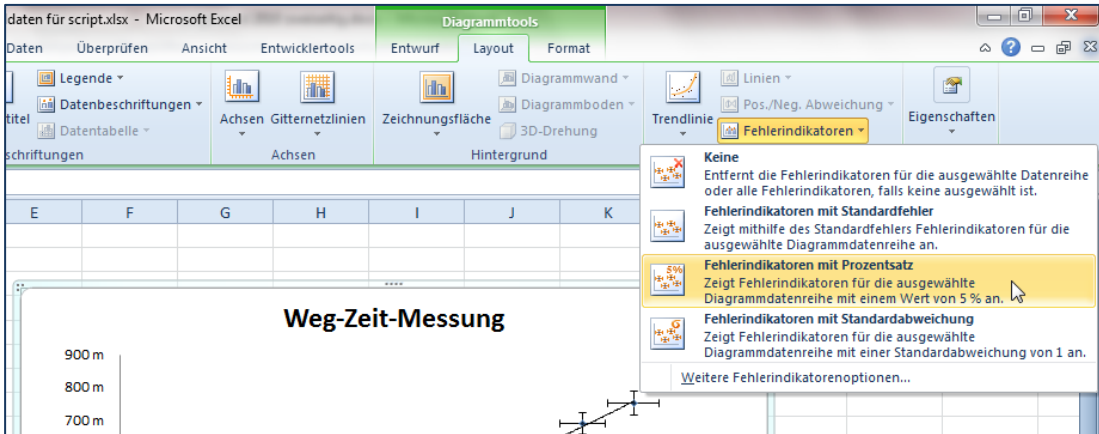 daten für script.xlsx - Microsoft Excel
Diagrammtools
Daten Überprüfen Ansicht Entwicklertools Entwurf Layout Format
Legende
Datenbeschriftungen
titel
Datentabelle
schriftungen
Achsen Gitternetzlinien
Achsen
Zeichnungsfläche
Diagrammwand
Diagrammboden
3D-Drehung
Hintergrund
Trendlinie
Linien
Pos./Neg. Abweichung
Fehlerindikatoren
Eigenschaften
Keine
Entfernt die Fehlerindikatoren für die ausgewählte Datenreihe
oder alle Fehlerindikatoren, falls keine ausgewählt ist.
Fehlerindikatoren mit Standardfehler
Zeigt mithilfe des Standardfehlers Fehlerindikatoren für die
ausgewählte Diagrammdatenreihe an.
5%
Fehlerindikatoren mit Prozentsatz
Zeigt Fehlerindikatoren für die ausgewählte
Diagrammdatenreihe mit einem Wert von 5 % an.
σ
Fehlerindikatoren mit Standardabweichung
Zeigt Fehlerindikatoren für die ausgewählte
Diagrammdatenreihe mit einer Standardabweichung von 1 an.
Weitere Fehlerindikatorenoptionen...
E F G H I J K
Weg-Zeit-Messung
900 m
800 m
700 m